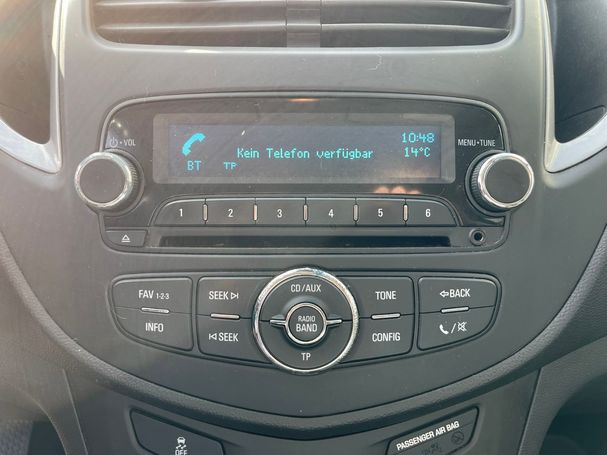 10:48
Kein Telefon verfügbar 14°C
BT TP
VOL
MENU•TUNE
1 2 3 4 5 6
FAV 1-2-3
SEEK
CD/AUX
TONE
BACK
RADIO
BAND
INFO
SEEK
TP
CONFIG
OFF
PASSENGER AIR BAG